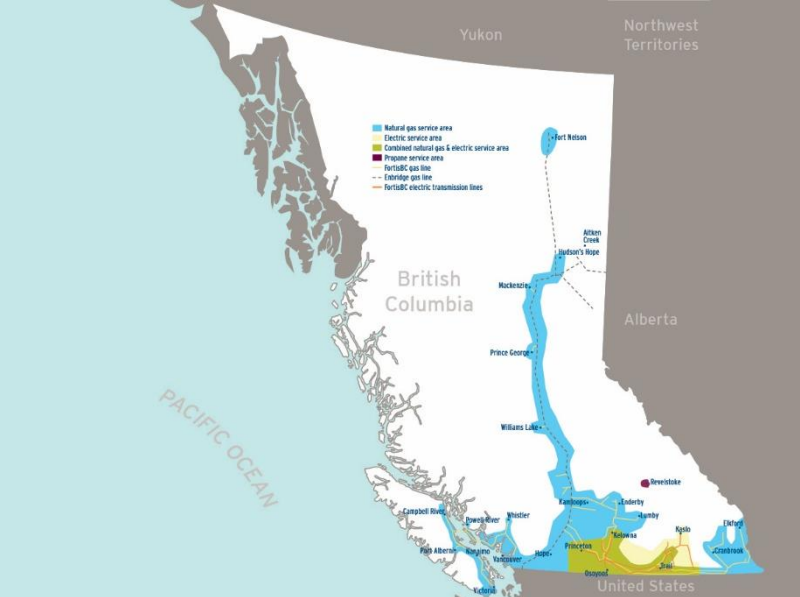 Yukon
Northwest
Territories
Natural gas service area
Electric service area
Combined natural gas & electric service area
Propane service area
FortisBC gas line
Enbridge gas line
FortisBC electric transmission lines
Fort Nelson
Aitken
Creek
Hudson's Hope
British
Columbia
Mackenzie
Alberta
Prince George
PACIFIC OCEAN
Williams Lake
Revelstoke
Kamloops
Enderby
Campbell River
Powell River
Whistler
Lumby
Elkford
Kaslo
Kelowna
Port Alberni
Nanaimo
Vancouver
Hope
Princeton
Cranbrook
Trail
Osoyoos
United States
Victoria